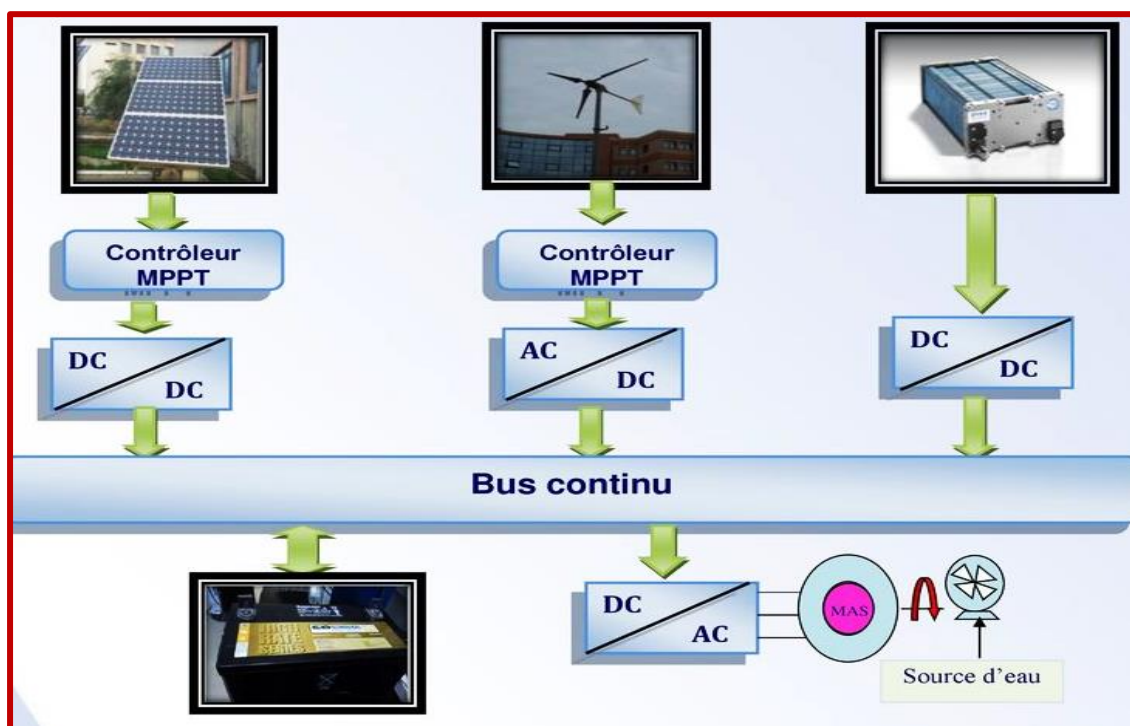 Contrôleur
MPPT
Contrôleur
MPPT
DC
DC
AC
DC
DC
DC
Bus continu
DC
AC
MAS
Source d'eau